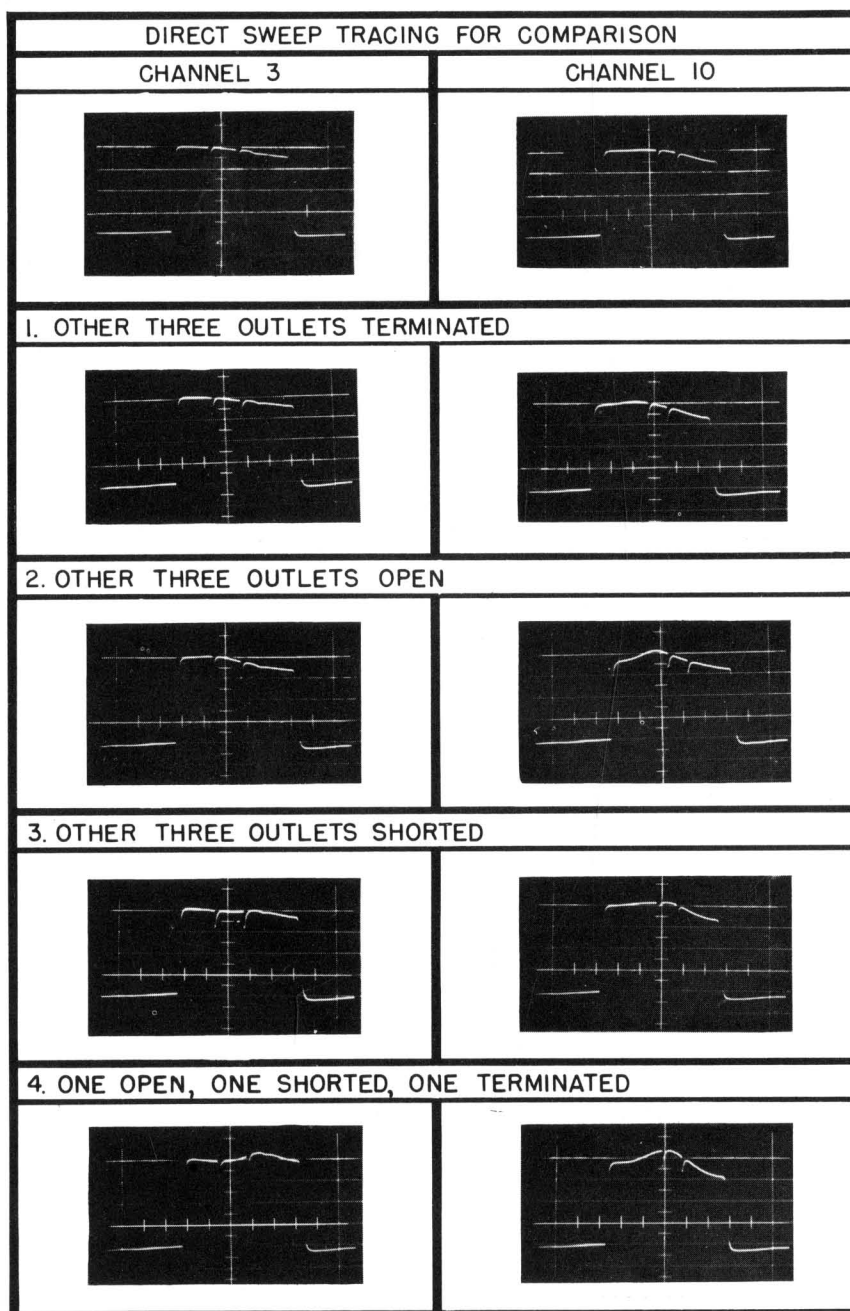 DIRECT SWEEP TRACING FOR COMPARISON
CHANNEL 3
CHANNEL 10
1. OTHER THREE OUTLETS TERMINATED
2. OTHER THREE OUTLETS OPEN
3. OTHER THREE OUTLETS SHORTED
4. ONE OPEN, ONE SHORTED, ONE TERMINATED